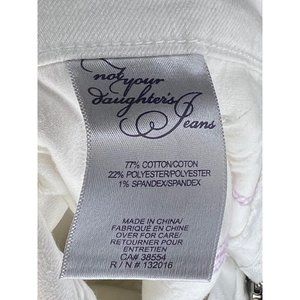 not your
daughter's
Jeans
77% COTTON/COTON
22% POLYESTER/POLYESTER
1% SPANDEX/SPANDEX
MADE IN CHINA/
FABRIQUÉ EN CHINE
OVER FOR CARE/
RETOURNER POUR
ENTRETIEN
CA# 38554
R / N # 132016